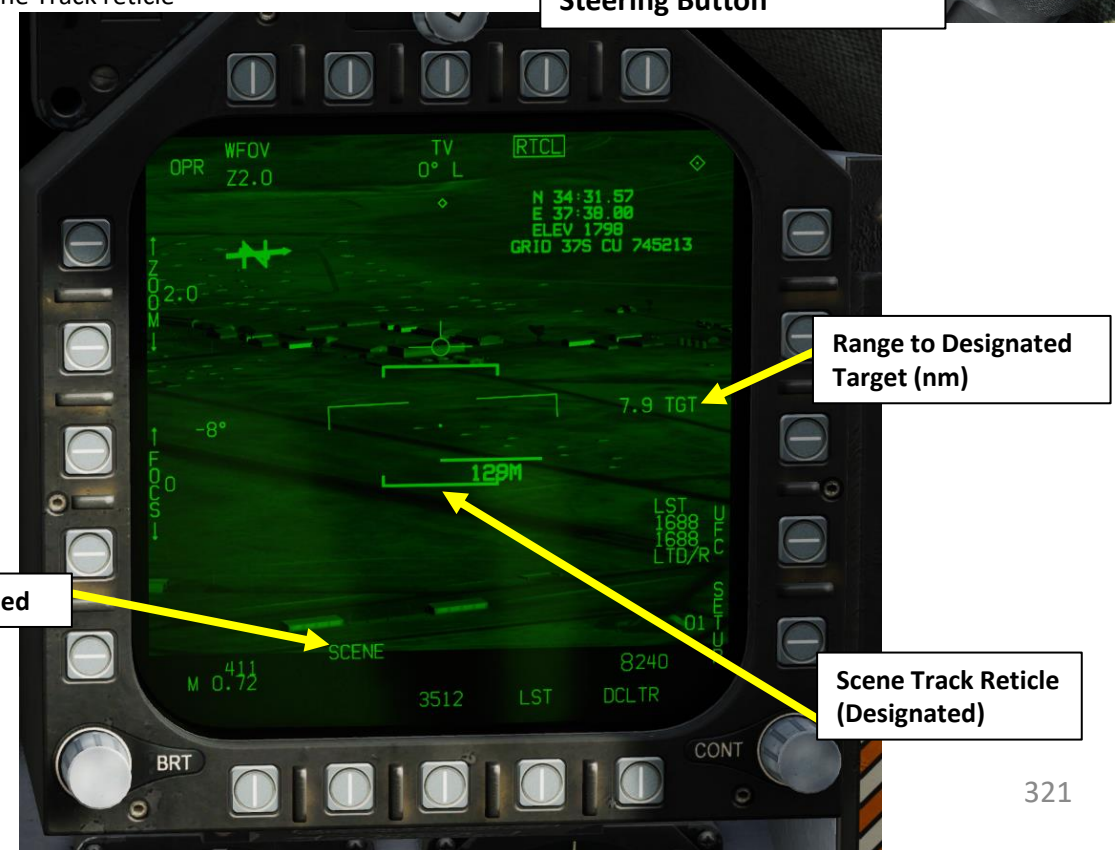 ne Track reticle
Steering Button
WFOV
TV
RTCL
OPR
Z2.0
0° L
N 34:31.57
E 37:38.00
ELEV 1798
GRID 37S CU 745213
↑ZOOM↓
2.0
Range to Designated
Target (nm)
7.9 TGT
-8°
↑FOCS↓
0
129M
LST
1688
1688
LTD/R
UFC
ed
SETUP
01
SCENE
411
M 0.72
8240
3512
LST
DCLTR
Scene Track Reticle
(Designated)
BRT
CONT
321